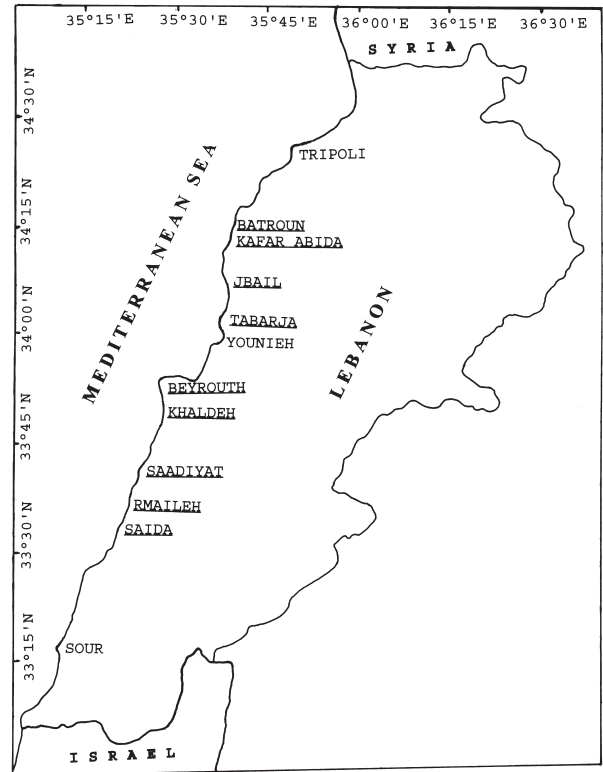 35°15'E 35°30'E 35°45'E 36°00'E 36°15'E 36°30'E
SYRIA
34°30'N
TRIPOLI
MEDITERRANEAN SEA
34°15'N
BATROUN
KAFAR ABIDA
JBAIL
LEBANON
TABARJA
34°00'N
YOUNIEH
BEYROUTH
KHALDEH
33°45'N
SAADIYAT
RMAILEH
SAIDA
33°30'N
SOUR
33°15'N
ISRAEL